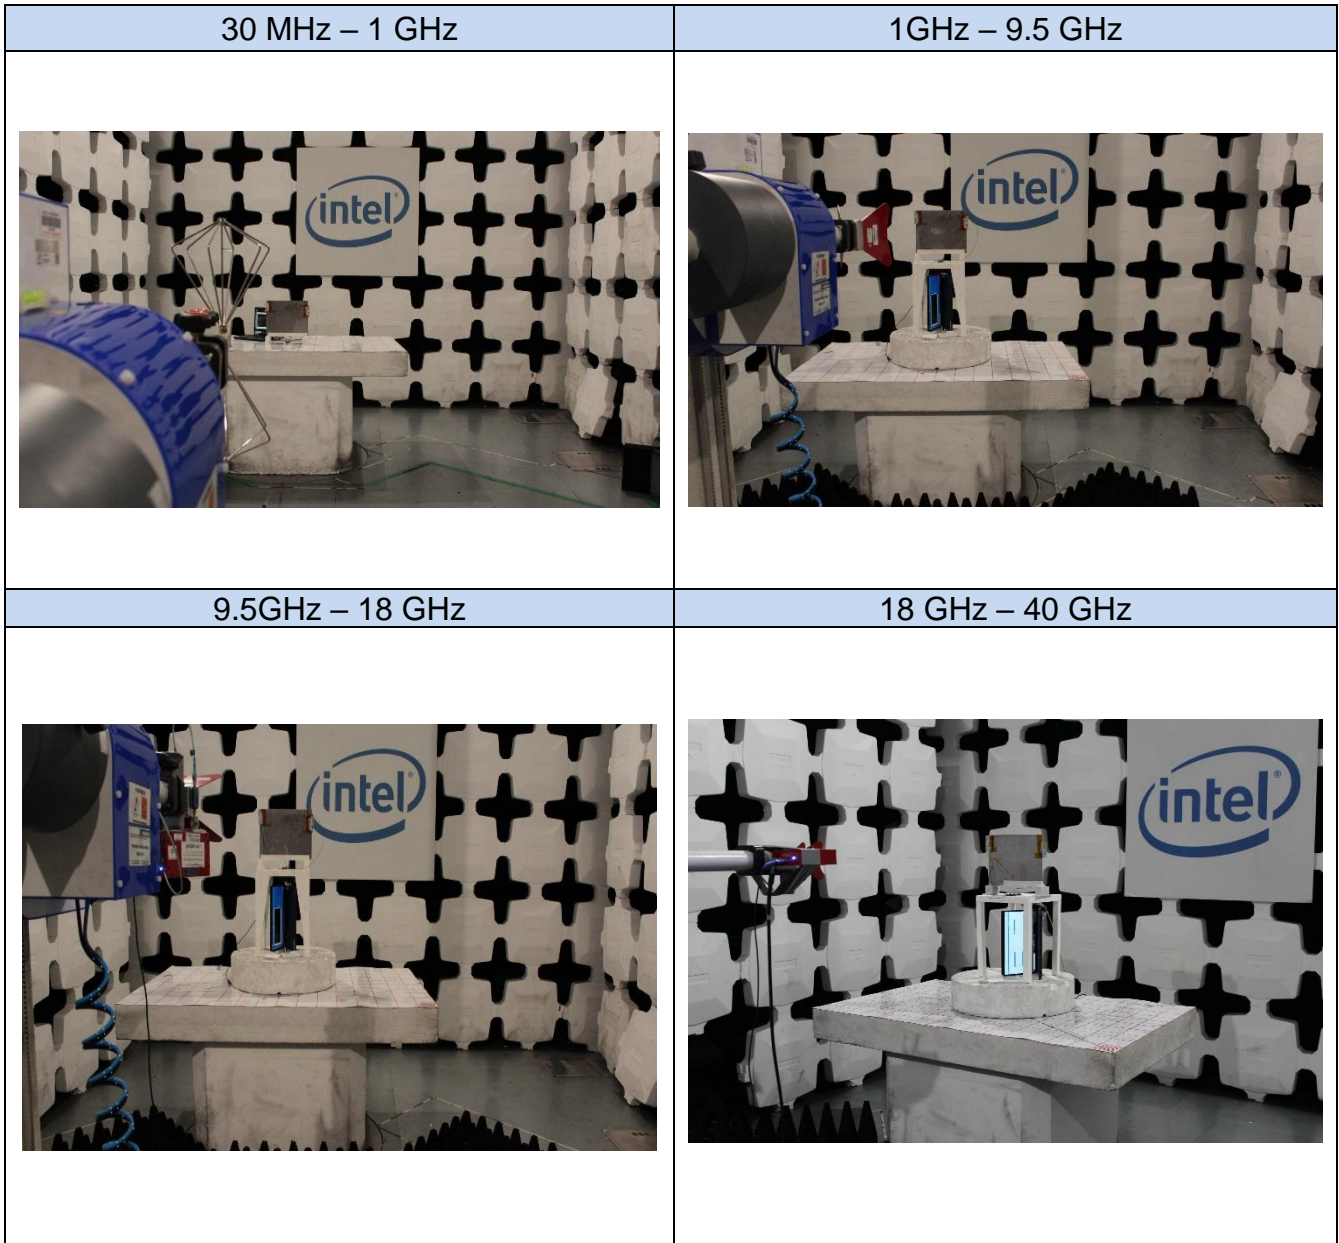 30 MHz – 1 GHz
1GHz – 9.5 GHz
intel®
intel®
9.5GHz – 18 GHz
18 GHz – 40 GHz
intel®
intel®